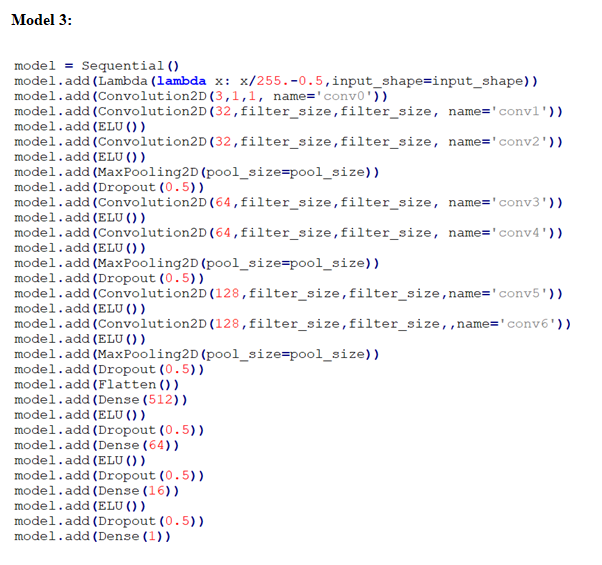 Model 3:
model = Sequential()
model.add(Lambda(lambda x: x/255.-0.5,input_shape=input_shape))
model.add(Convolution2D(3,1,1, name='conv0'))
model.add(Convolution2D(32,filter_size,filter_size, name='conv1'))
model.add(ELU())
model.add(Convolution2D(32,filter_size,filter_size, name='conv2'))
model.add(ELU())
model.add(MaxPooling2D(pool_size=pool_size))
model.add(Dropout(0.5))
model.add(Convolution2D(64,filter_size,filter_size, name='conv3'))
model.add(ELU())
model.add(Convolution2D(64,filter_size,filter_size, name='conv4'))
model.add(ELU())
model.add(MaxPooling2D(pool_size=pool_size))
model.add(Dropout(0.5))
model.add(Convolution2D(128,filter_size,filter_size,name='conv5'))
model.add(ELU())
model.add(Convolution2D(128,filter_size,filter_size,,name='conv6'))
model.add(ELU())
model.add(MaxPooling2D(pool_size=pool_size))
model.add(Dropout(0.5))
model.add(Flatten())
model.add(Dense(512))
model.add(ELU())
model.add(Dropout(0.5))
model.add(Dense(64))
model.add(ELU())
model.add(Dropout(0.5))
model.add(Dense(16))
model.add(ELU())
model.add(Dropout(0.5))
model.add(Dense(1))